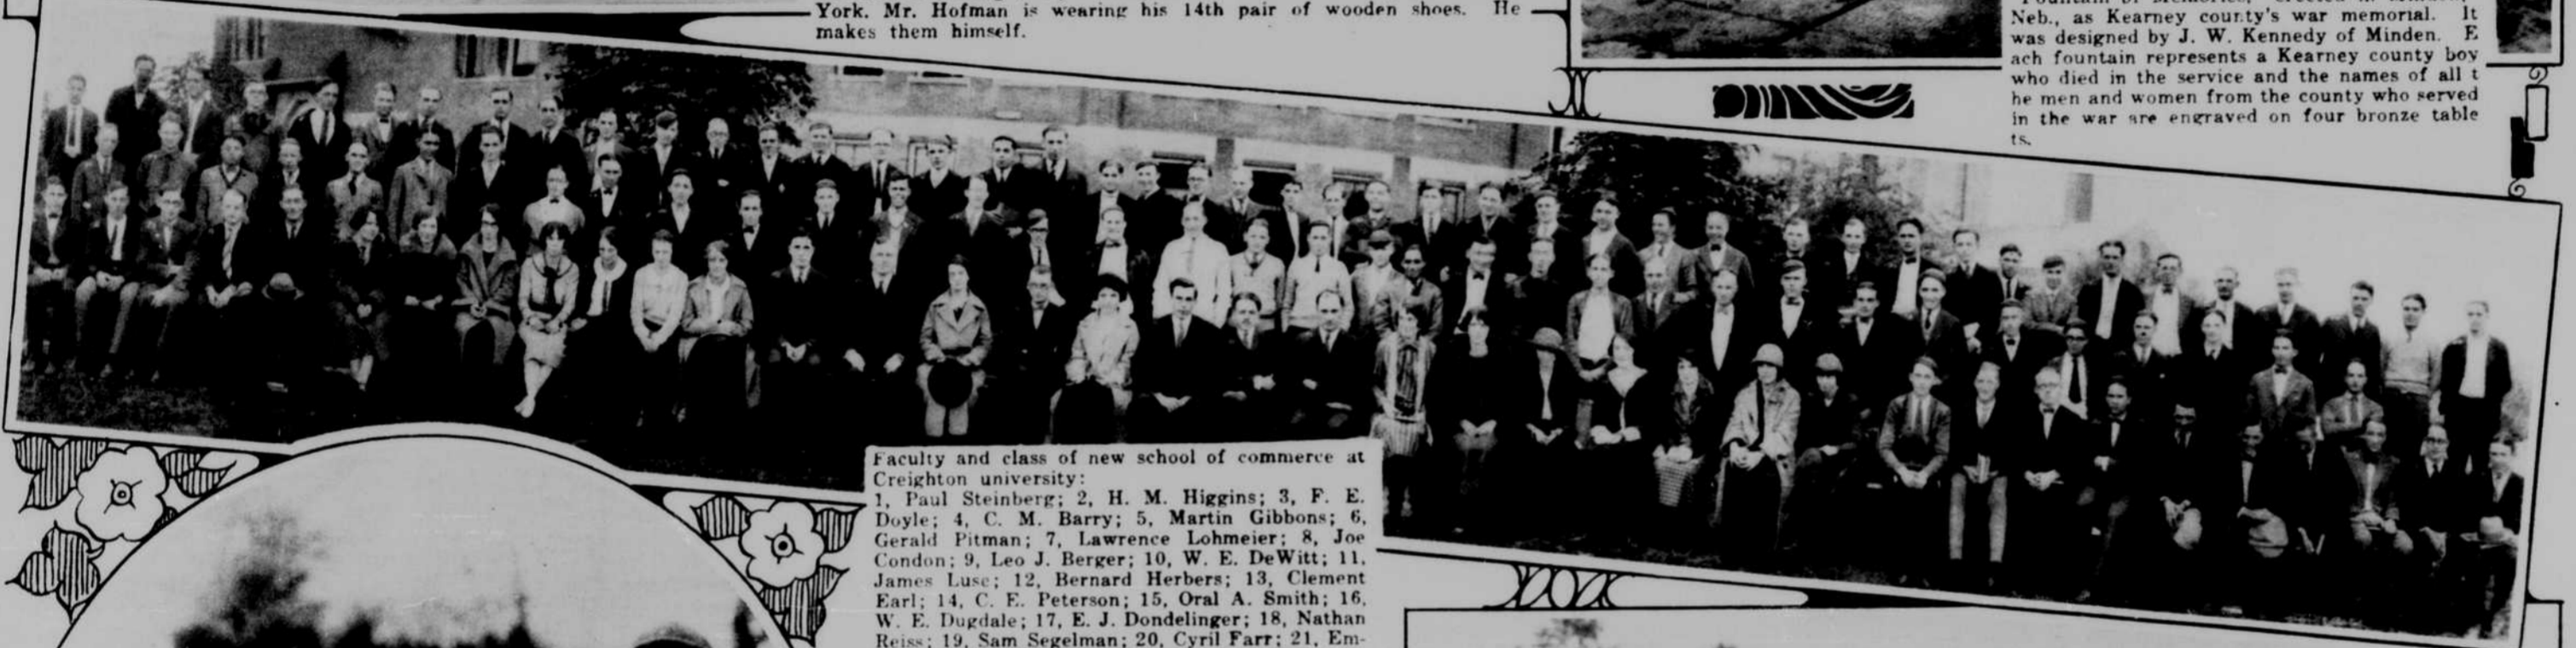 York. Mr. Hofman is wearing his 14th pair of wooden shoes. He
makes them himself.
Neb., as Kearney county's war memorial. It
was designed by J. W. Kennedy of Minden. E
ach fountain represents a Kearney county boy
who died in the service and the names of all t
he men and women from the county who served
in the war are engraved on four bronze table
ts.
Faculty and class of new school of commerce at
Creighton university:
1, Paul Steinberg; 2, H. M. Higgins; 3, F. E.
Doyle; 4, C. M. Barry; 5, Martin Gibbons; 6,
Gerald Pitman; 7, Lawrence Lohmeier; 8, Joe
Condon; 9, Leo J. Berger; 10, W. E. DeWitt; 11,
James Luse; 12, Bernard Herbers; 13, Clement
Earl; 14, C. E. Peterson; 15, Oral A. Smith; 16,
W. E. Dugdale; 17, E. J. Dondelinger; 18, Nathan
Reiss; 19, Sam Segelman; 20, Cyril Farr; 21, Em-